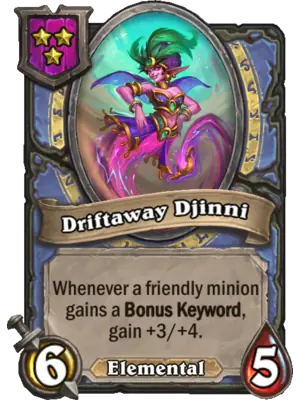 Driftaway Djinni
Whenever a friendly minion
gains a Bonus Keyword,
gain +3/+4.
6
Elemental
5